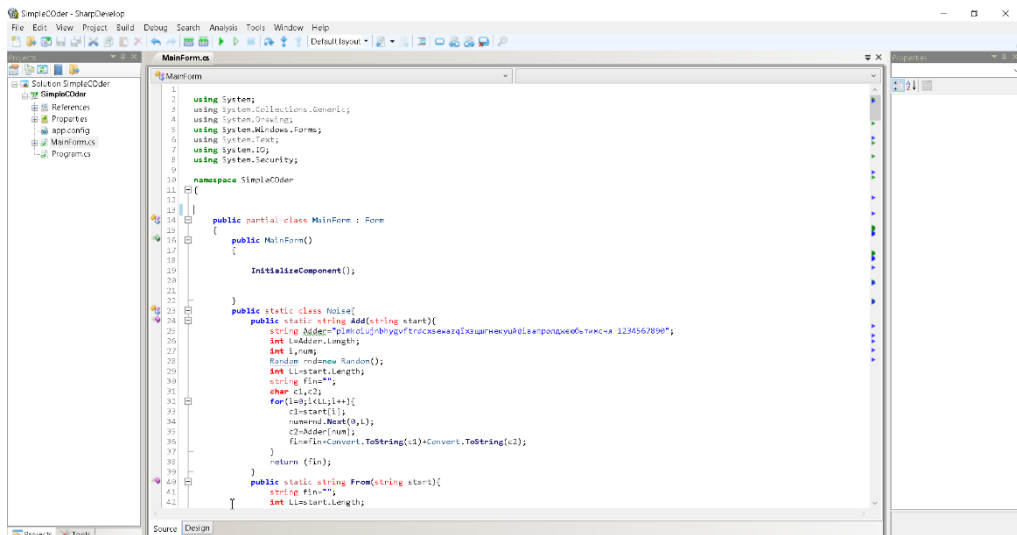 SimpleCOder - SharpDevelop
File Edit View Project Build Debug Search Analysis Tools Window Help
Default layout
Projects
MainForm.cs
Properties
Solution SimpleCOder
SimpleCOder
References
Properties
app.config
MainForm.cs
Program.cs
MainForm
1
2 using System;
3 using System.Collections.Generic;
4 using System.Drawing;
5 using System.Windows.Forms;
6 using System.Text;
7 using System.IO;
8 using System.Security;
9
10 namespace SimpleCOder
11 {
12
13
14 public partial class MainForm : Form
15 {
16 public MainForm()
17 {
18
19 InitializeComponent();
20
21
22 }
23 public static class Noise{
24 public static string Add(string start){
25 string Adder="plmkoiujnbhygvftrdcxsewazqїхзщшгнекуцйфівапролджєюбьтимсчя 1234567890";
26 int L=Adder.Length;
27 int i,num;
28 Random rnd=new Random();
29 int LL=start.Length;
30 string fin="";
31 char c1,c2;
32 for(i=0;i<LL;i++){
33 c1=start[i];
34 num=rnd.Next(0,L);
35 c2=Adder[num];
36 fin=fin+Convert.ToString(c1)+Convert.ToString(c2);
37 }
38 return (fin);
39 }
40 public static string From(string start){
41 string fin="";
42 int LL=start.Length;
Source Design
Projects Tools